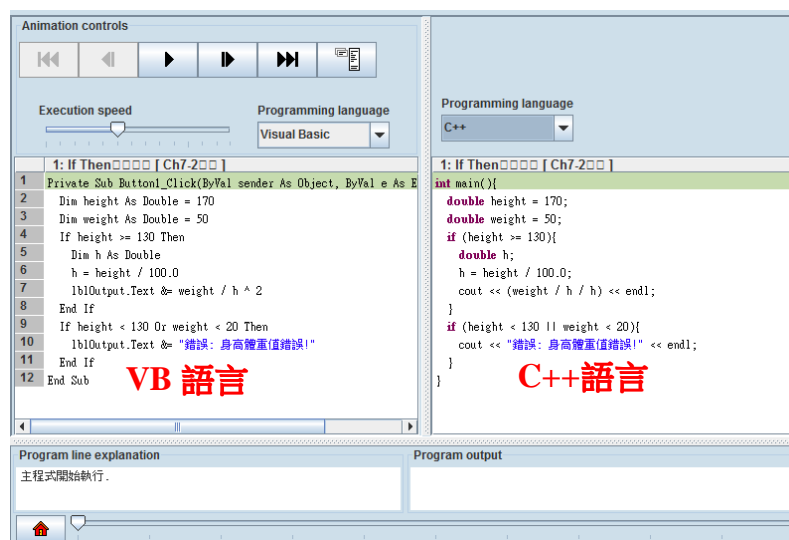 Animation controls
Execution speed
Programming language
Visual Basic
1: If Then□□□□ [ Ch7-2□□ ]
1 Private Sub Button1_Click(ByVal sender As Object, ByVal e As E
2 Dim height As Double = 170
3 Dim weight As Double = 50
4 If height >= 130 Then
5 Dim h As Double
6 h = height / 100.0
7 lblOutput.Text &= weight / h ^ 2
8 End If
9 If height < 130 Or weight < 20 Then
10 lblOutput.Text &= "錯誤: 身高體重值錯誤!"
11 End If
12 End Sub
VB 語言
Programming language
C++
1: If Then□□□□ [ Ch7-2□□ ]
int main(){
double height = 170;
double weight = 50;
if (height >= 130){
double h;
h = height / 100.0;
cout << (weight / h / h) << endl;
}
if (height < 130 || weight < 20){
cout << "錯誤: 身高體重值錯誤!" << endl;
}
}
C++語言
Program line explanation
主程式開始執行.
Program output